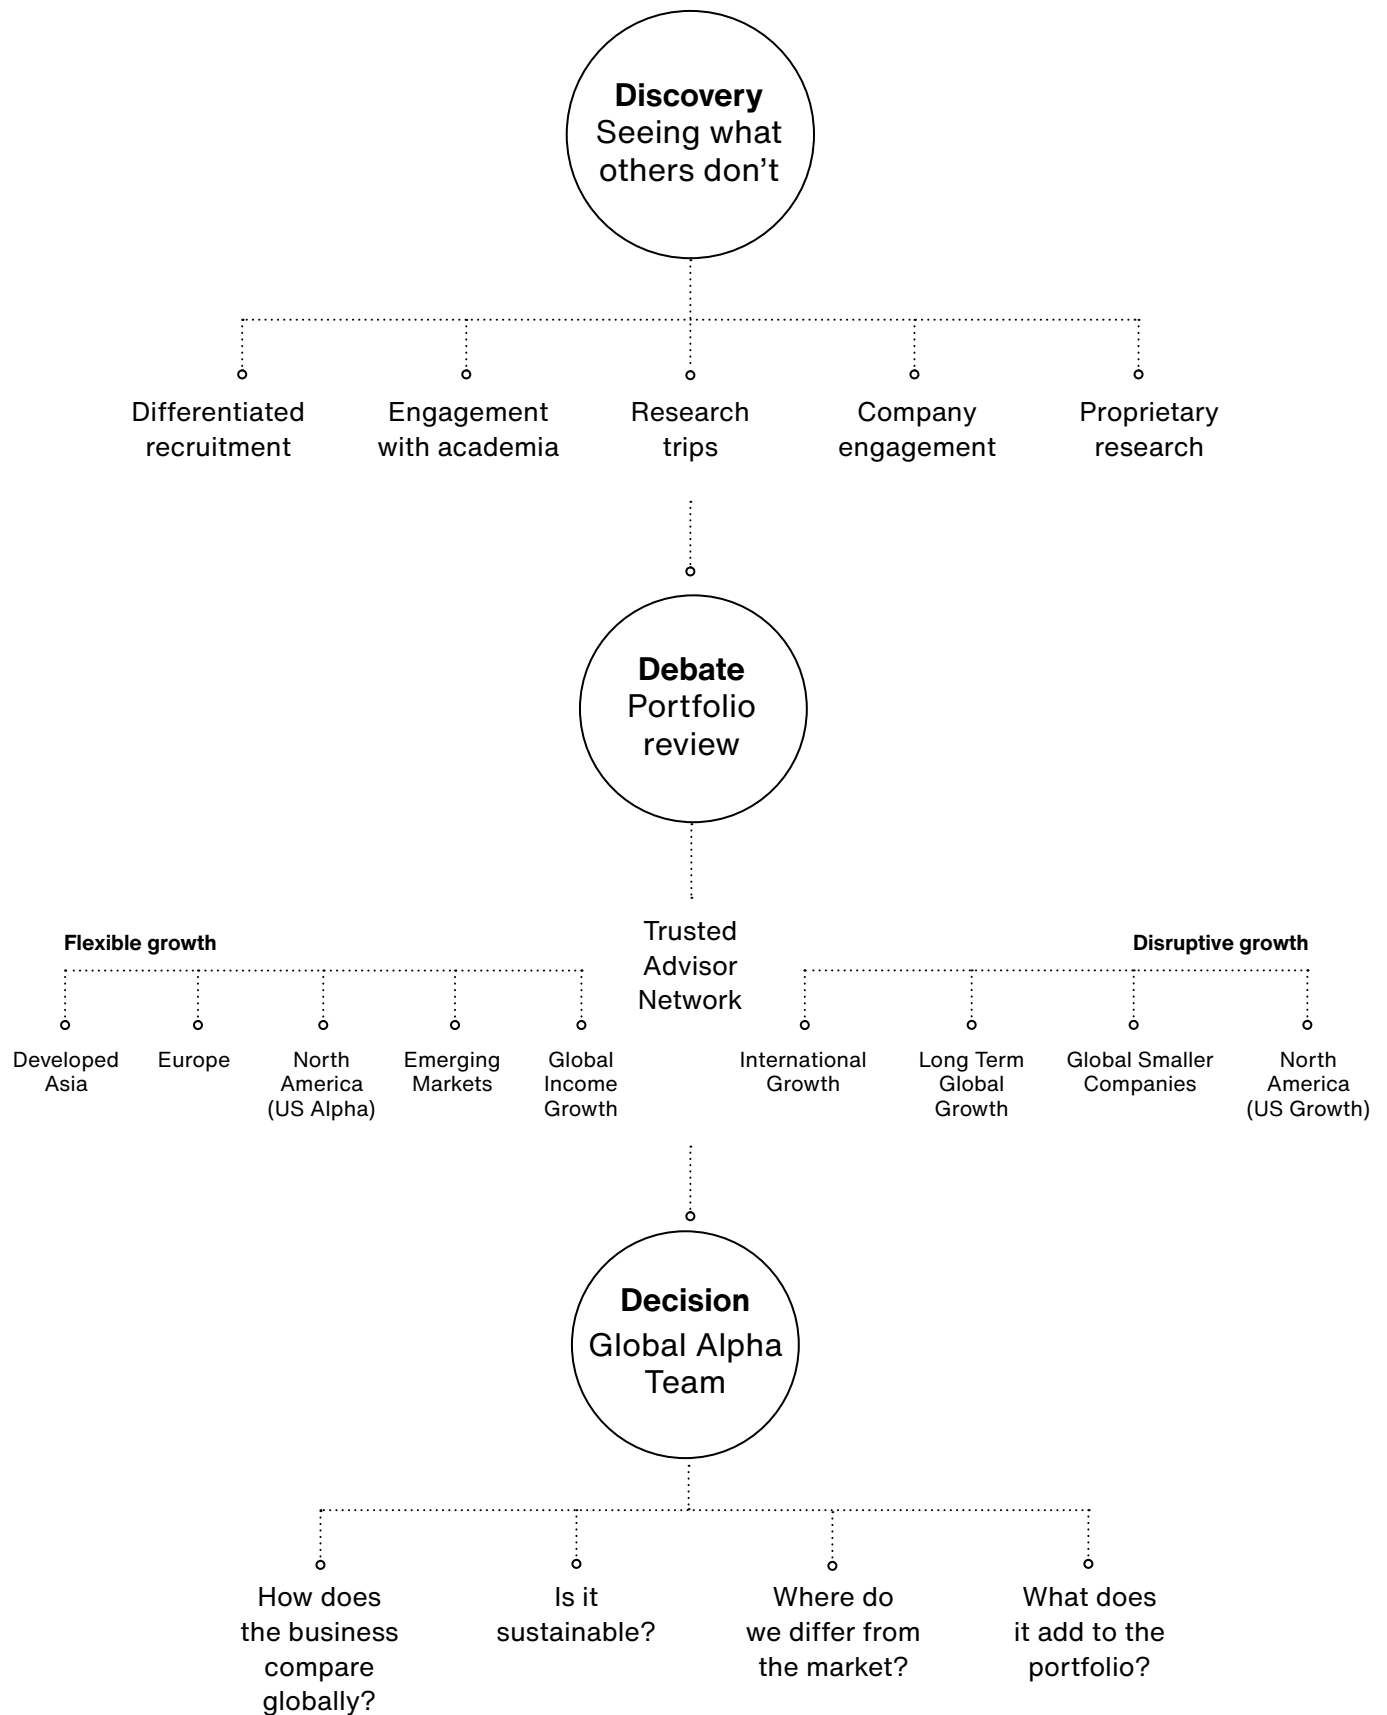 Discovery
Seeing what
others don’t
Differentiated
recruitment
Engagement
with academia
Research
trips
Company
engagement
Proprietary
research
Debate
Portfolio
review
Trusted
Advisor
Network
Flexible growth
Developed
Asia
Europe
North
America
(US Alpha)
Emerging
Markets
Global
Income
Growth
Disruptive growth
International
Growth
Long Term
Global
Growth
Global Smaller
Companies
North
America
(US Growth)
Decision
Global Alpha
Team
How does
the business
compare
globally?
Is it
sustainable?
Where do
we differ from
the market?
What does
it add to the
portfolio?